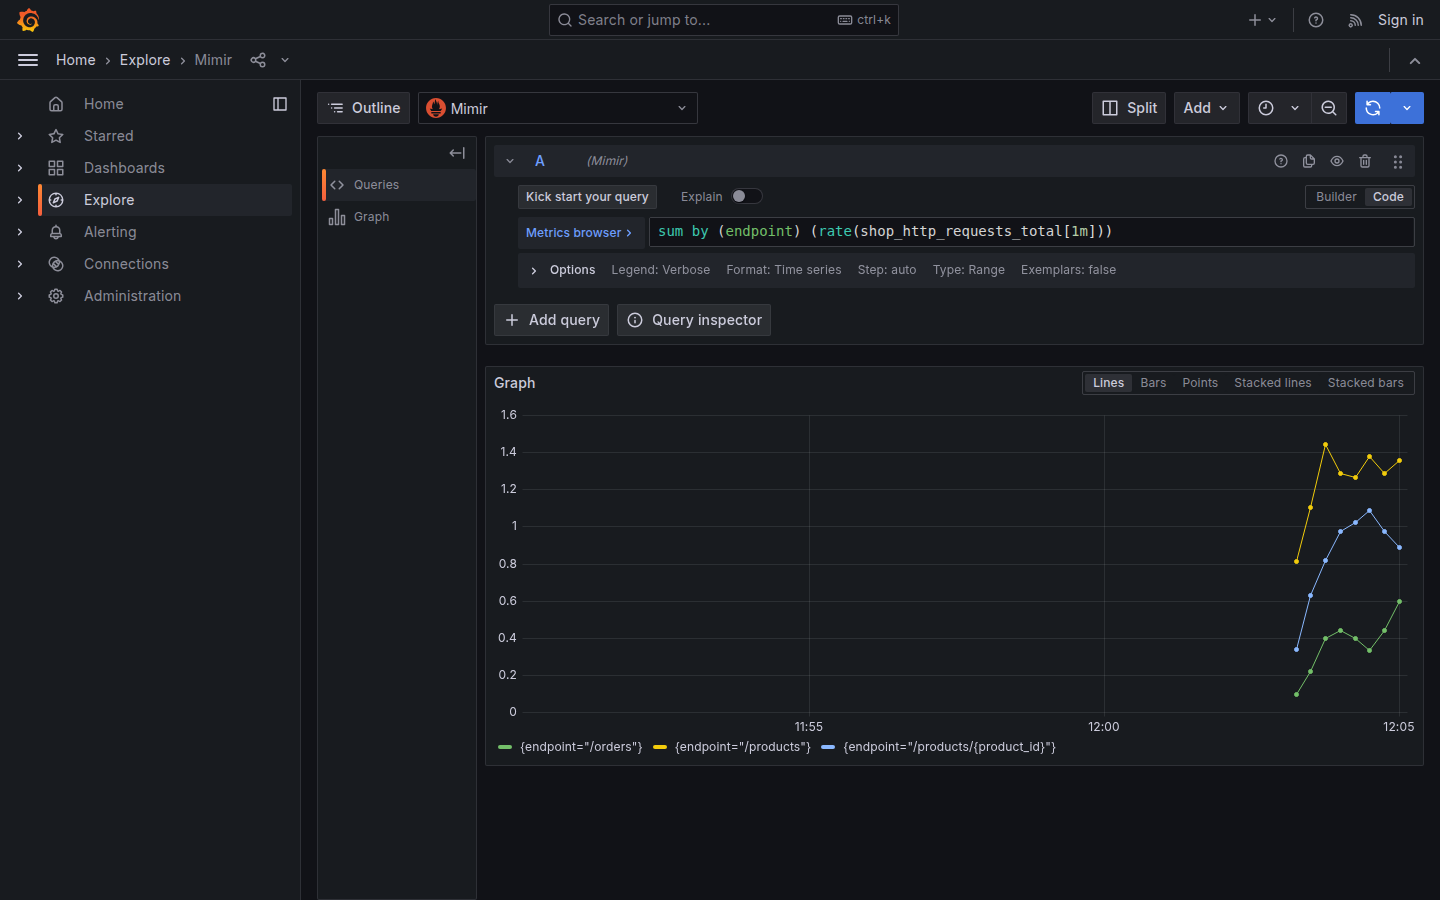 Search or jump to... ctrl+k Sign in
Home › Explore › Mimir
Home
Starred
Dashboards
Explore
Alerting
Connections
Administration
Outline Mimir Split Add
Queries
Graph
A (Mimir)
Kick start your query Explain Builder Code
Metrics browser › sum by (endpoint) (rate(shop_http_requests_total[1m]))
Options Legend: Verbose Format: Time series Step: auto Type: Range Exemplars: false
Add query Query inspector
Graph Lines Bars Points Stacked lines Stacked bars
1.6
1.4
1.2
1
0.8
0.6
0.4
0.2
0
11:55 12:00 12:05
{endpoint="/orders"} {endpoint="/products"} {endpoint="/products/{product_id}"}